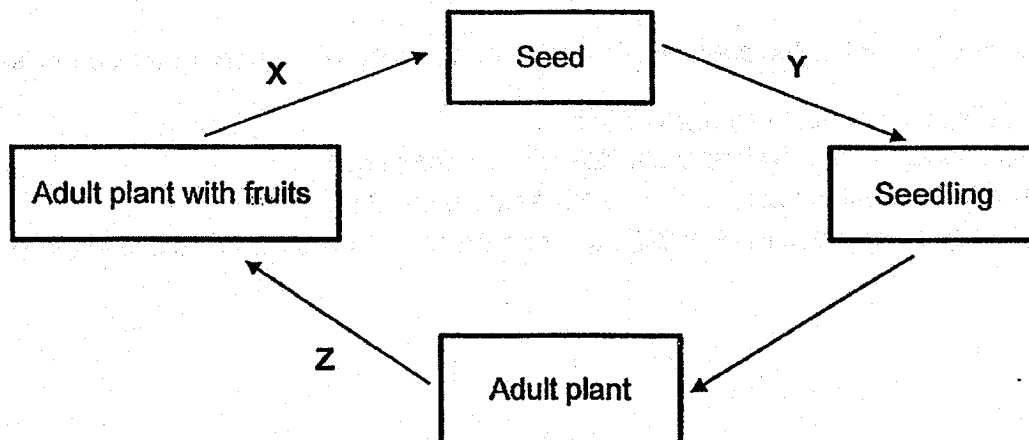 Seed
X
Y
Adult plant with fruits
Seedling
Z
Adult plant